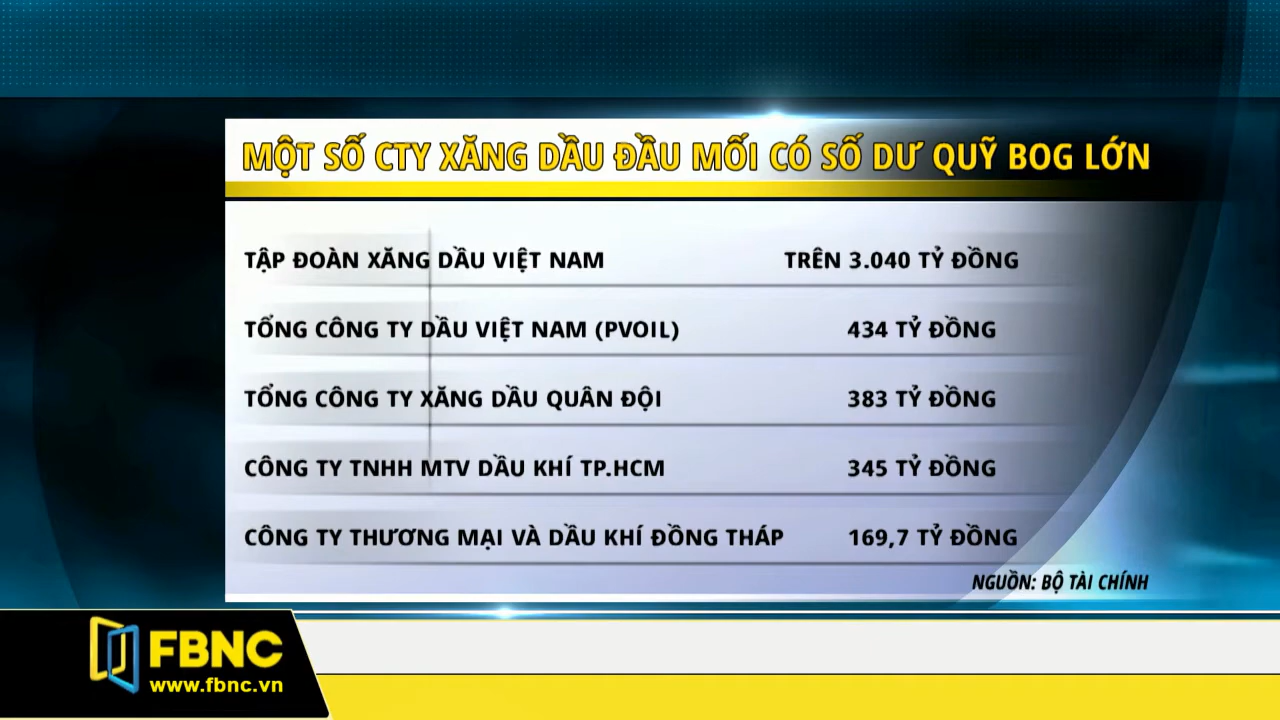 MỘT SỐ CTY XĂNG DẦU ĐẦU MỐI CÓ SỐ DƯ QUỸ BOG LỚN
TẬP ĐOÀN XĂNG DẦU VIỆT NAM TRÊN 3.040 TỶ ĐỒNG
TỔNG CÔNG TY DẦU VIỆT NAM (PVOIL) 434 TỶ ĐỒNG
TỔNG CÔNG TY XĂNG DẦU QUÂN ĐỘI 383 TỶ ĐỒNG
CÔNG TY TNHH MTV DẦU KHÍ TP.HCM 345 TỶ ĐỒNG
CÔNG TY THƯƠNG MẠI VÀ DẦU KHÍ ĐỒNG THÁP 169,7 TỶ ĐỒNG
NGUỒN: BỘ TÀI CHÍNH
FBNC
www.fbnc.vn